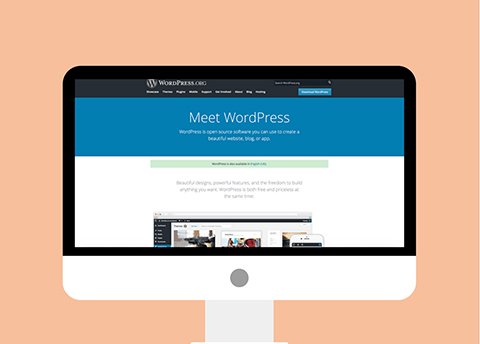 WORDPRESS.ORG
Search WordPress.org
Showcase Themes Plugins Mobile Support Get Involved About Blog Hosting
Download WordPress
Meet WordPress
WordPress is open source software you can use to create a
beautiful website, blog, or app.
WordPress is also available in English (UK).
Beautiful designs, powerful features, and the freedom to build
anything you want. WordPress is both free and priceless at
the same time.
Themes